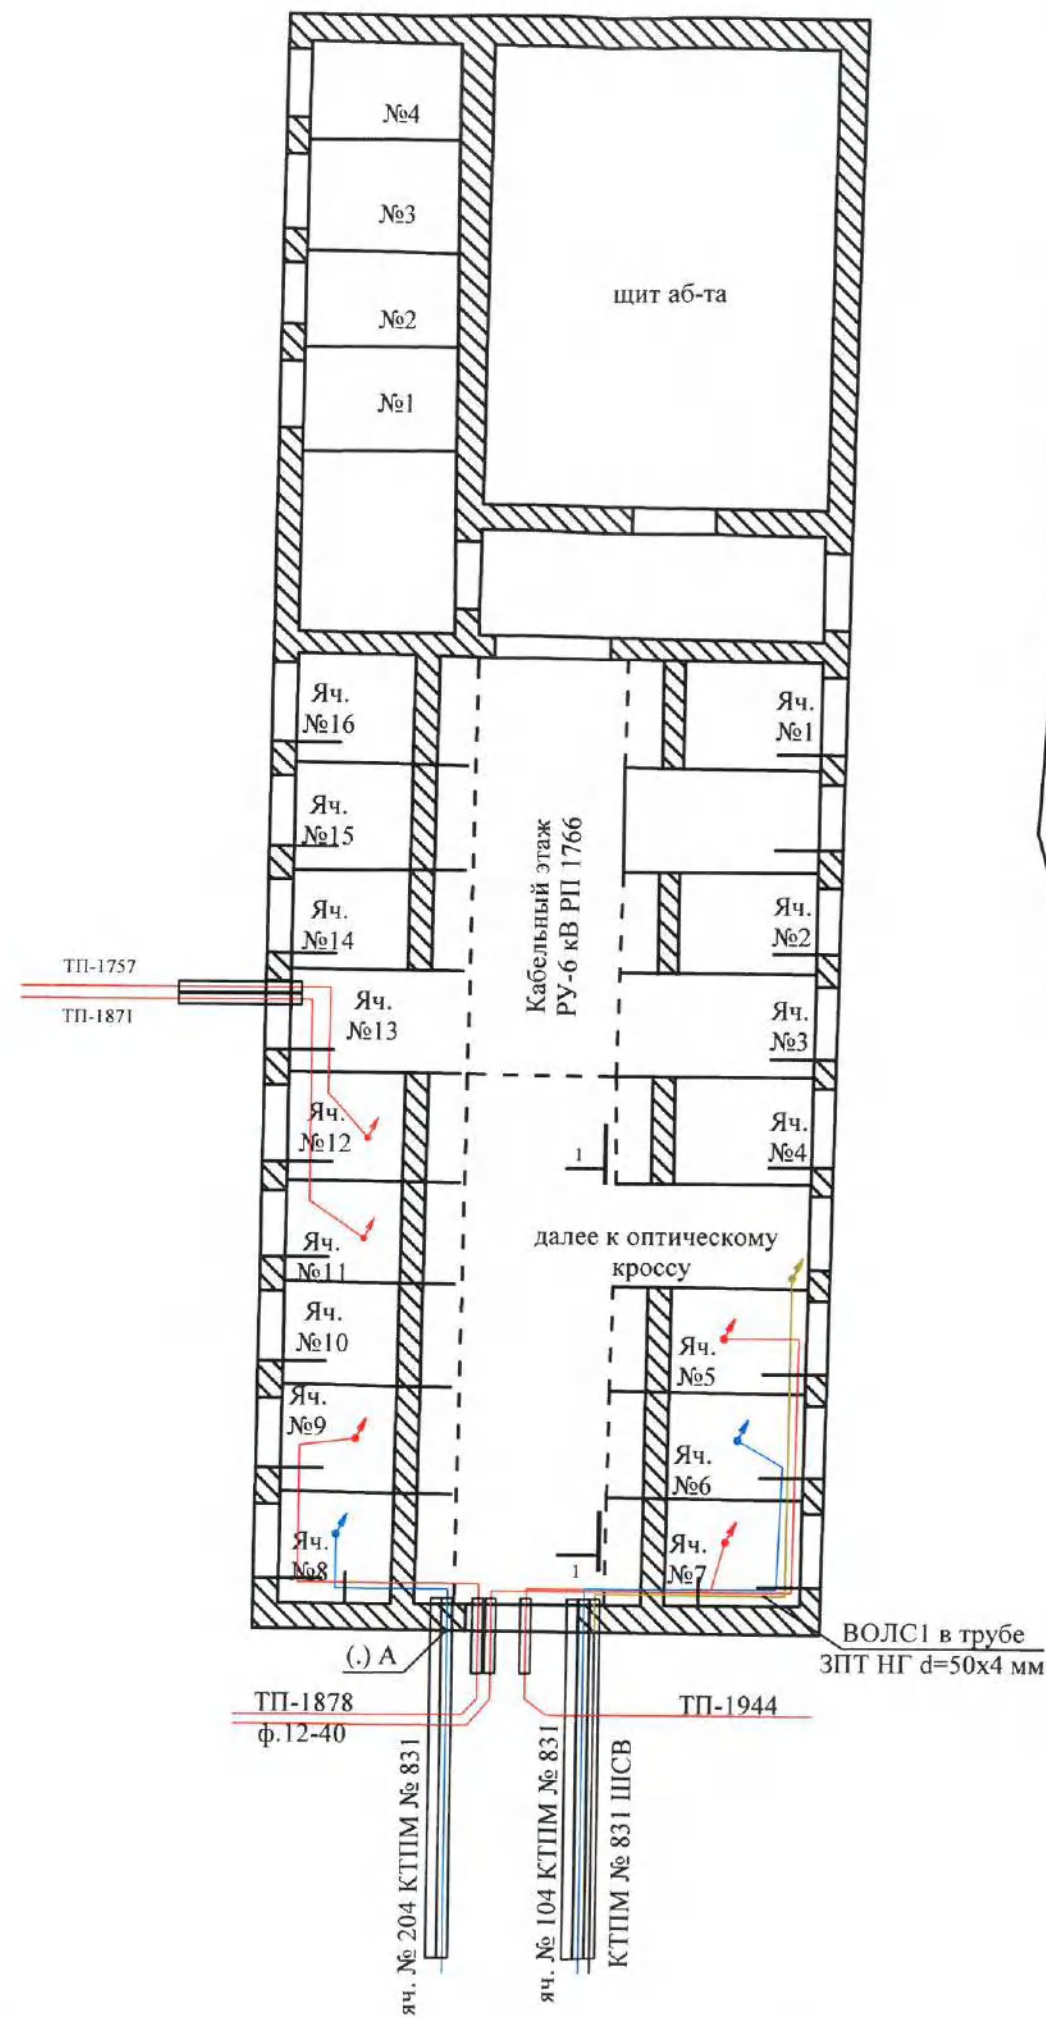 №4
№3
щит аб-та
№2
№1
Яч.
№16
Яч.
№1
Яч.
№15
Кабельный этаж
РУ-6 кВ РП 1766
Яч.
№14
Яч.
№2
ТП-1757
ТП-1871
Яч.
№13
Яч.
№3
Яч.
№12
Яч.
№4
1
далее к оптическому
кроссу
Яч.
№11
Яч.
№10
Яч.
№5
Яч.
№9
Яч.
№6
Яч.
№8
Яч.
№7
1
(.) А
ВОЛС1 в трубе
ЗПТ НГ d=50x4 мм
ТП-1878
ф.12-40
ТП-1944
яч. № 204 КТПМ № 831
яч. № 104 КТПМ № 831
КТПМ № 831 ШСВ